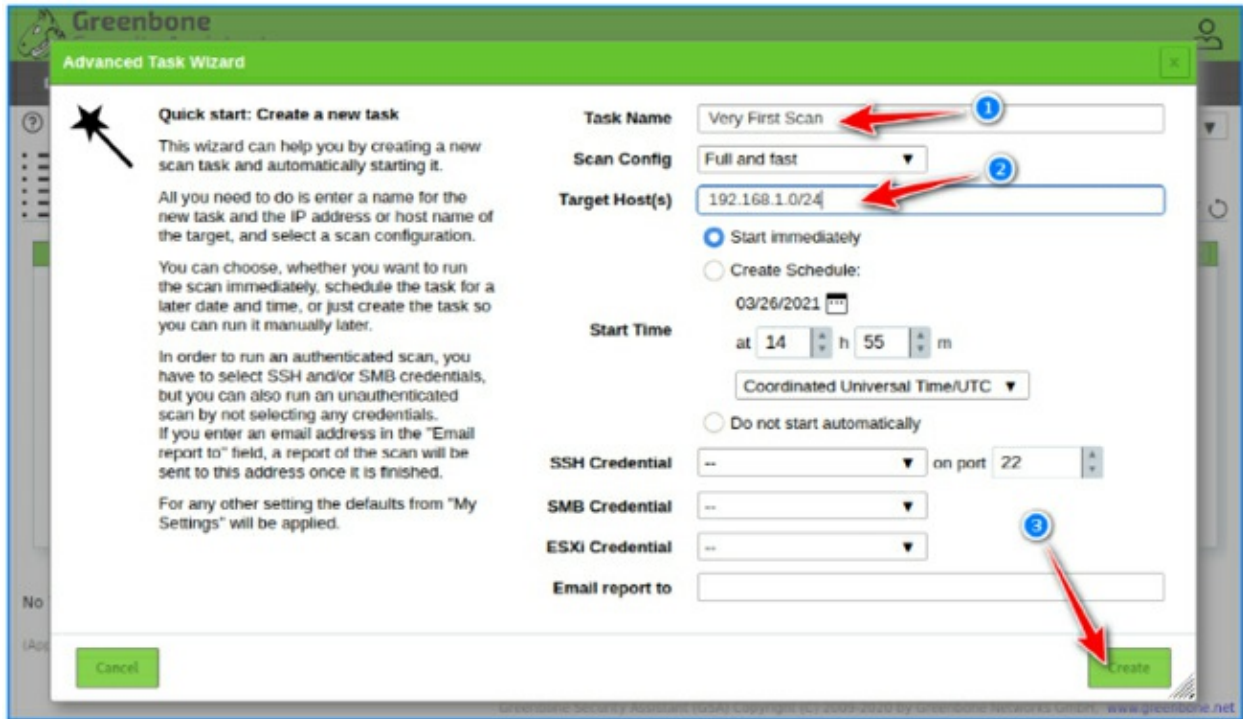 Greenbone
Advanced Task Wizard
x
Quick start: Create a new task
This wizard can help you by creating a new
scan task and automatically starting it.
All you need to do is enter a name for the
new task and the IP address or host name of
the target, and select a scan configuration.
You can choose, whether you want to run
the scan immediately, schedule the task for a
later date and time, or just create the task so
you can run it manually later.
In order to run an authenticated scan, you
have to select SSH and/or SMB credentials,
but you can also run an unauthenticated
scan by not selecting any credentials.
If you enter an email address in the "Email
report to" field, a report of the scan will be
sent to this address once it is finished.
For any other setting the defaults from "My
Settings" will be applied.
Task Name Very First Scan 1
Scan Config Full and fast
Target Host(s) 192.168.1.0/24 2
Start immediately
Create Schedule:
03/26/2021
Start Time
at 14 h 55 m
Coordinated Universal Time/UTC
Do not start automatically
SSH Credential -- on port 22
SMB Credential --
ESXi Credential --
3
Email report to
No
Cancel Create
Greenbone Security Assistant (GSA) Copyright (C) 2009-2020 by Greenbone Networks GmbH, www.greenbone.net